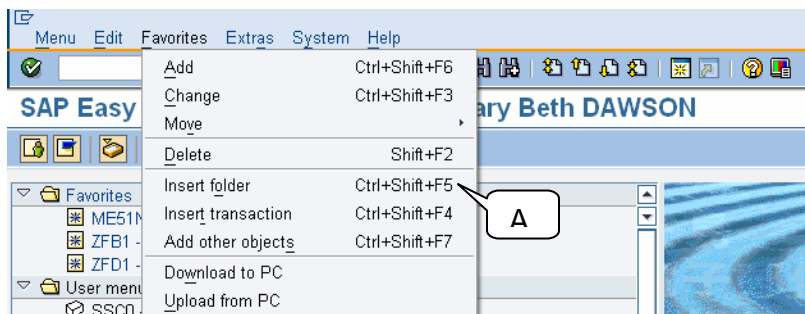 Menu Edit Favorites Extras System Help
Add Ctrl+Shift+F6
SAP Easy ary Beth DAWSON
Change Ctrl+Shift+F3
Move
Delete Shift+F2
Favorites Insert folder Ctrl+Shift+F5
A
ME51N Insert transaction Ctrl+Shift+F4
ZFB1 - Add other objects Ctrl+Shift+F7
ZFD1 - Download to PC
User menu
SSC0 - Upload from PC